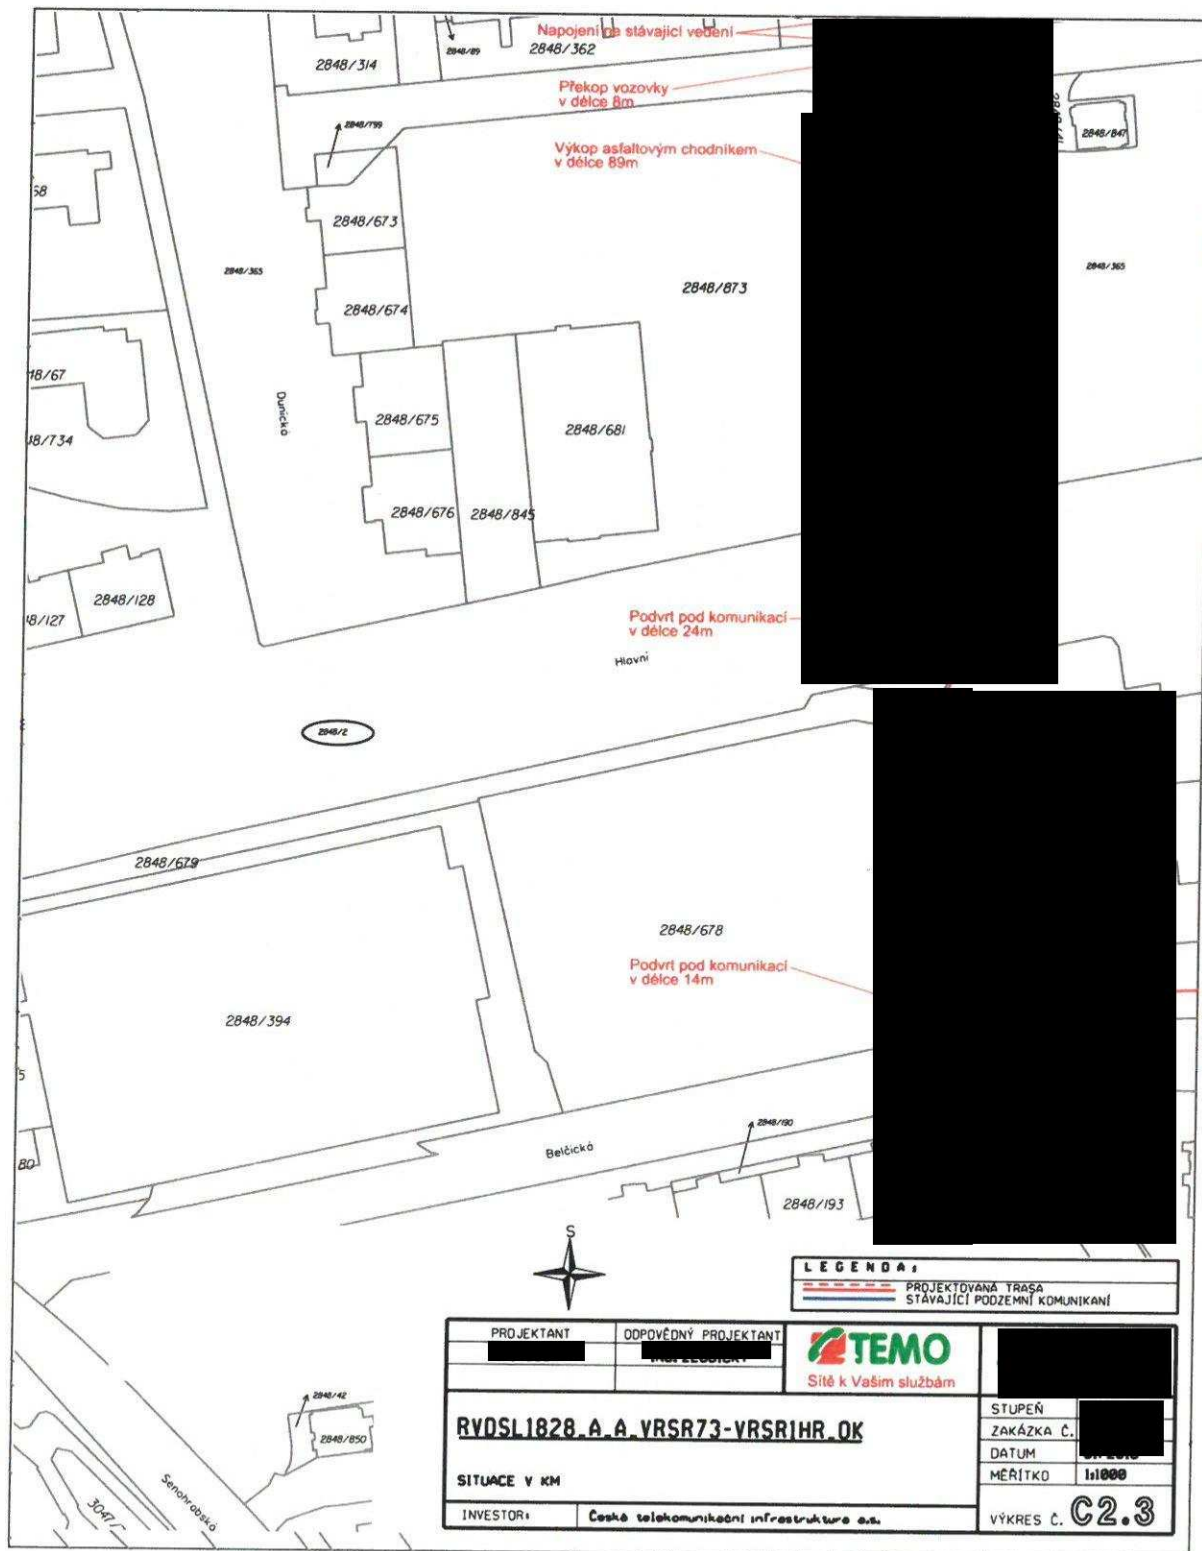 Napojení na stávající vedení
2848/314
2848/89
2848/362
Překop vozovky
v délce 8m
2848/799
2848/847
Výkop asfaltovým chodníkem
v délce 89m
58
2848/673
2848/365
2848/873
2848/365
2848/674
18/67
Dunická
2848/675
2848/681
18/734
2848/676
2848/845
2848/128
18/127
Podvrt pod komunikací
v délce 24m
Hlavní
2848/2
2848/679
2848/678
Podvrt pod komunikací
v délce 14m
2848/394
5
2848/190
Belčická
80
2848/193
S
LEGENDA:
PROJEKTOVANÁ TRASA
STÁVAJÍCÍ PODZEMNÍ KOMUNIKANÍ
PROJEKTANT
ODPOVĚDNÝ PROJEKTANT
TEMO
Sítě k Vašim službám
2848/42
2848/850
Senohrabská
3047/
RVDSL1828_A_A_VRSR73-VRSR1HR_OK
SITUACE V KM
STUPEŇ
ZAKÁZKA Č.
DATUM
MĚŘÍTKO 1:1000
INVESTOR: Česká telekomunikační infrastruktura a.s.
VÝKRES Č. C2.3